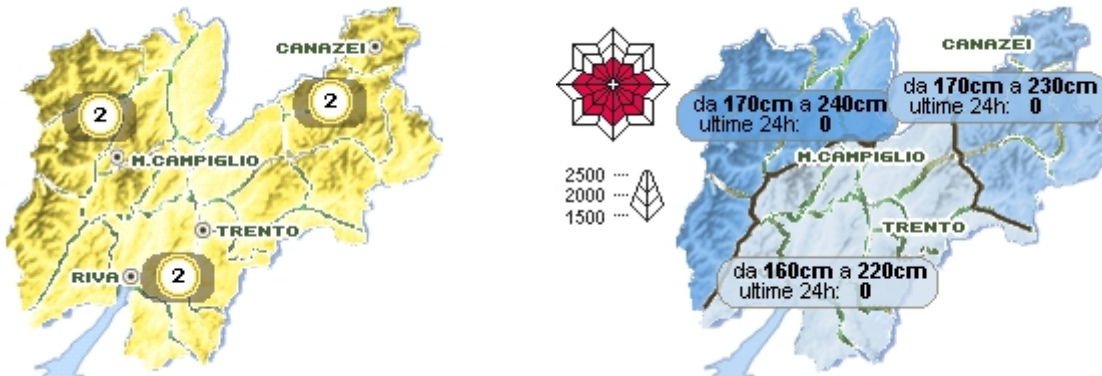 CANAZEI
2
2
M.CAMPIGLIO
TRENTO
RIVA
2
2500
2000
1500
CANAZEI
da 170cm a 230cm
ultime 24h: 0
da 170cm a 240cm
ultime 24h: 0
M.CAMPIGLIO
TRENTO
da 160cm a 220cm
ultime 24h: 0